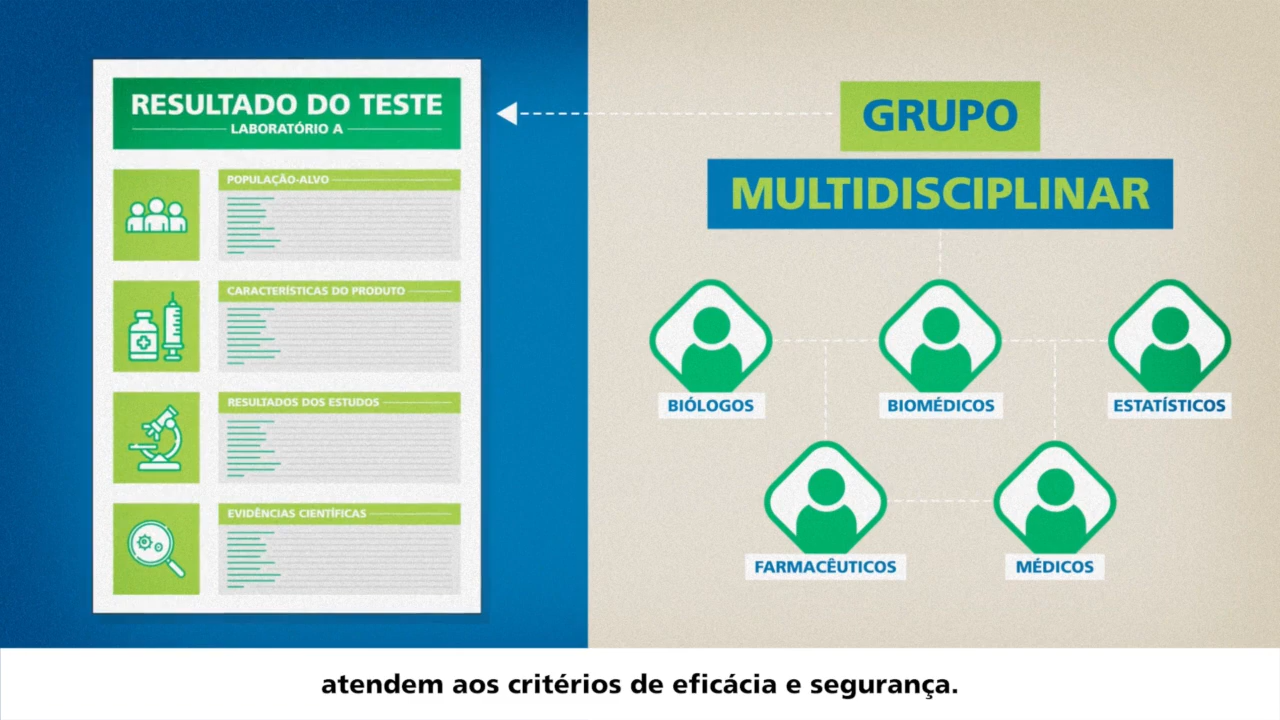 RESULTADO DO TESTE
LABORATÓRIO A
POPULAÇÃO-ALVO
CARACTERÍSTICAS DO PRODUTO
RESULTADOS DOS ESTUDOS
EVIDÊNCIAS CIENTÍFICAS
GRUPO
MULTIDISCIPLINAR
BIÓLOGOS
BIOMÉDICOS
ESTATÍSTICOS
FARMACÊUTICOS
MÉDICOS
atendem aos critérios de eficácia e segurança.